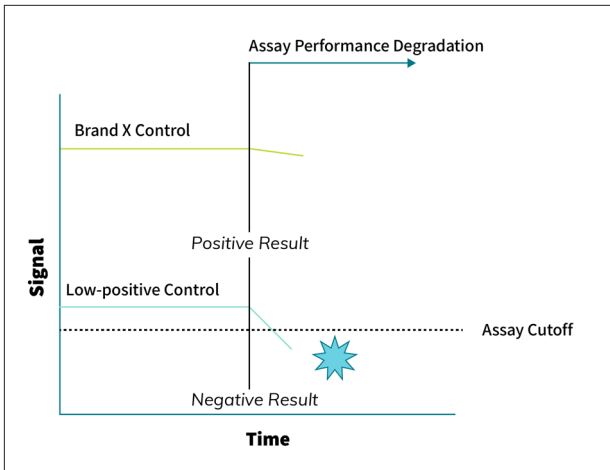 Assay Performance Degradation
Brand X Control
Positive Result
Signal
Low-positive Control
Assay Cutoff
Negative Result
Time